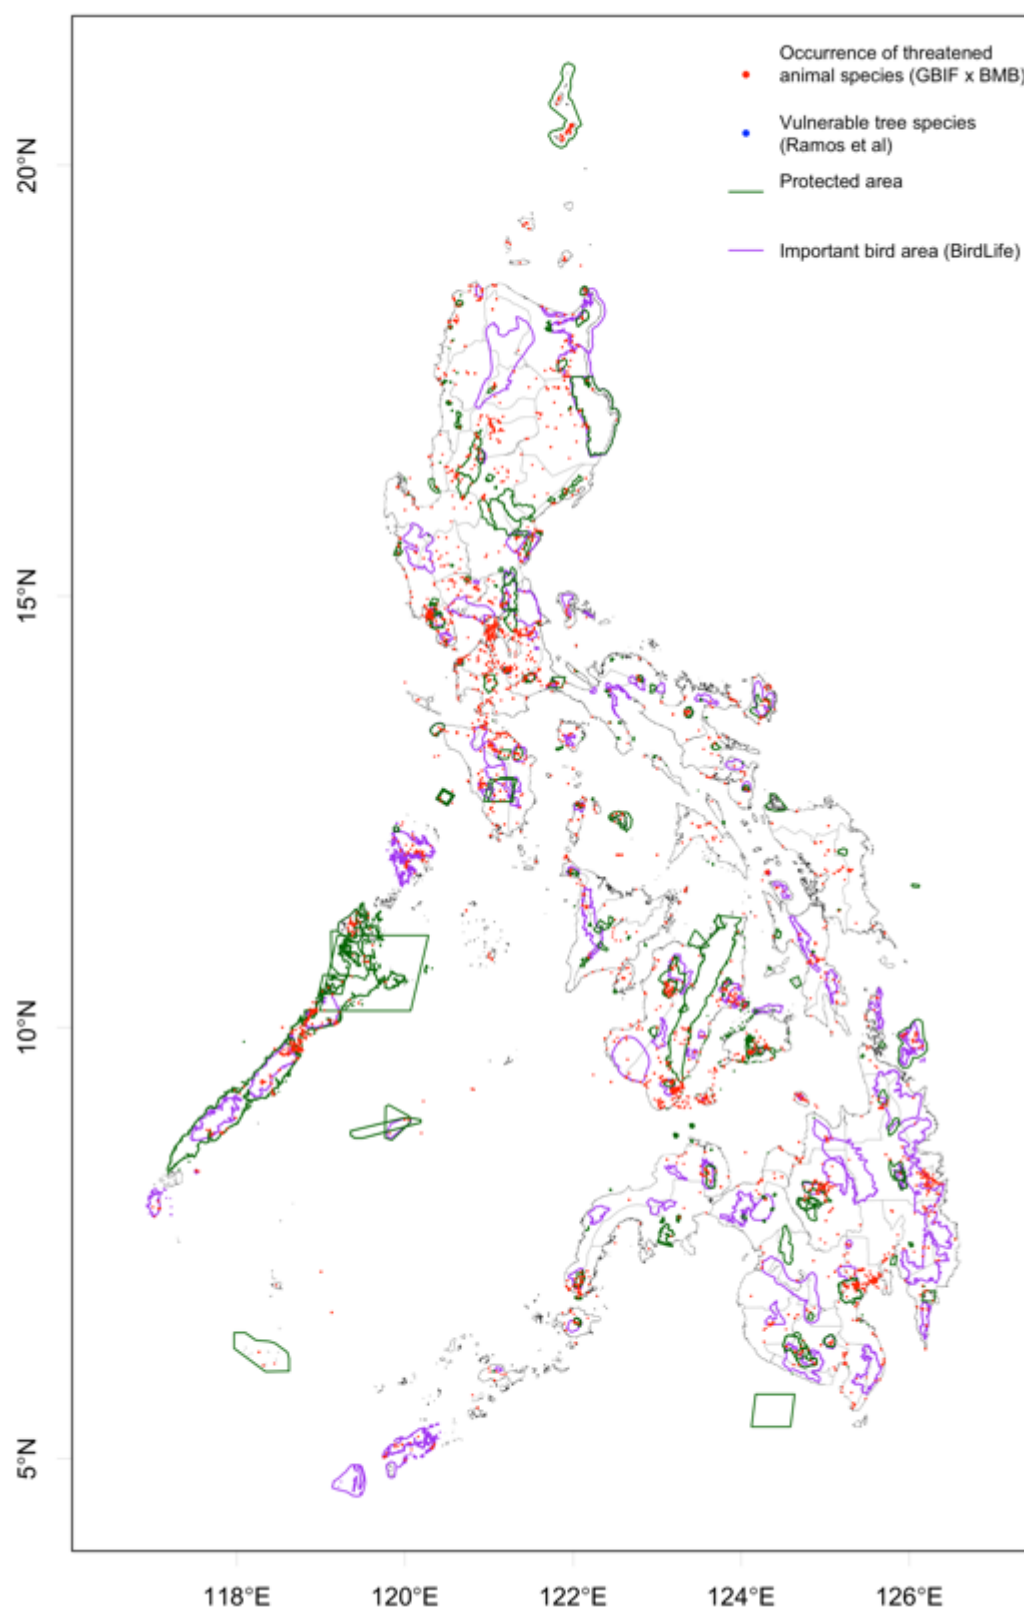 Occurrence of threatened
animal species (GBIF x BMB)
Vulnerable tree species
(Ramos et al)
Protected area
Important bird area (BirdLife)
20°N
15°N
10°N
5°N
118°E 120°E 122°E 124°E 126°E